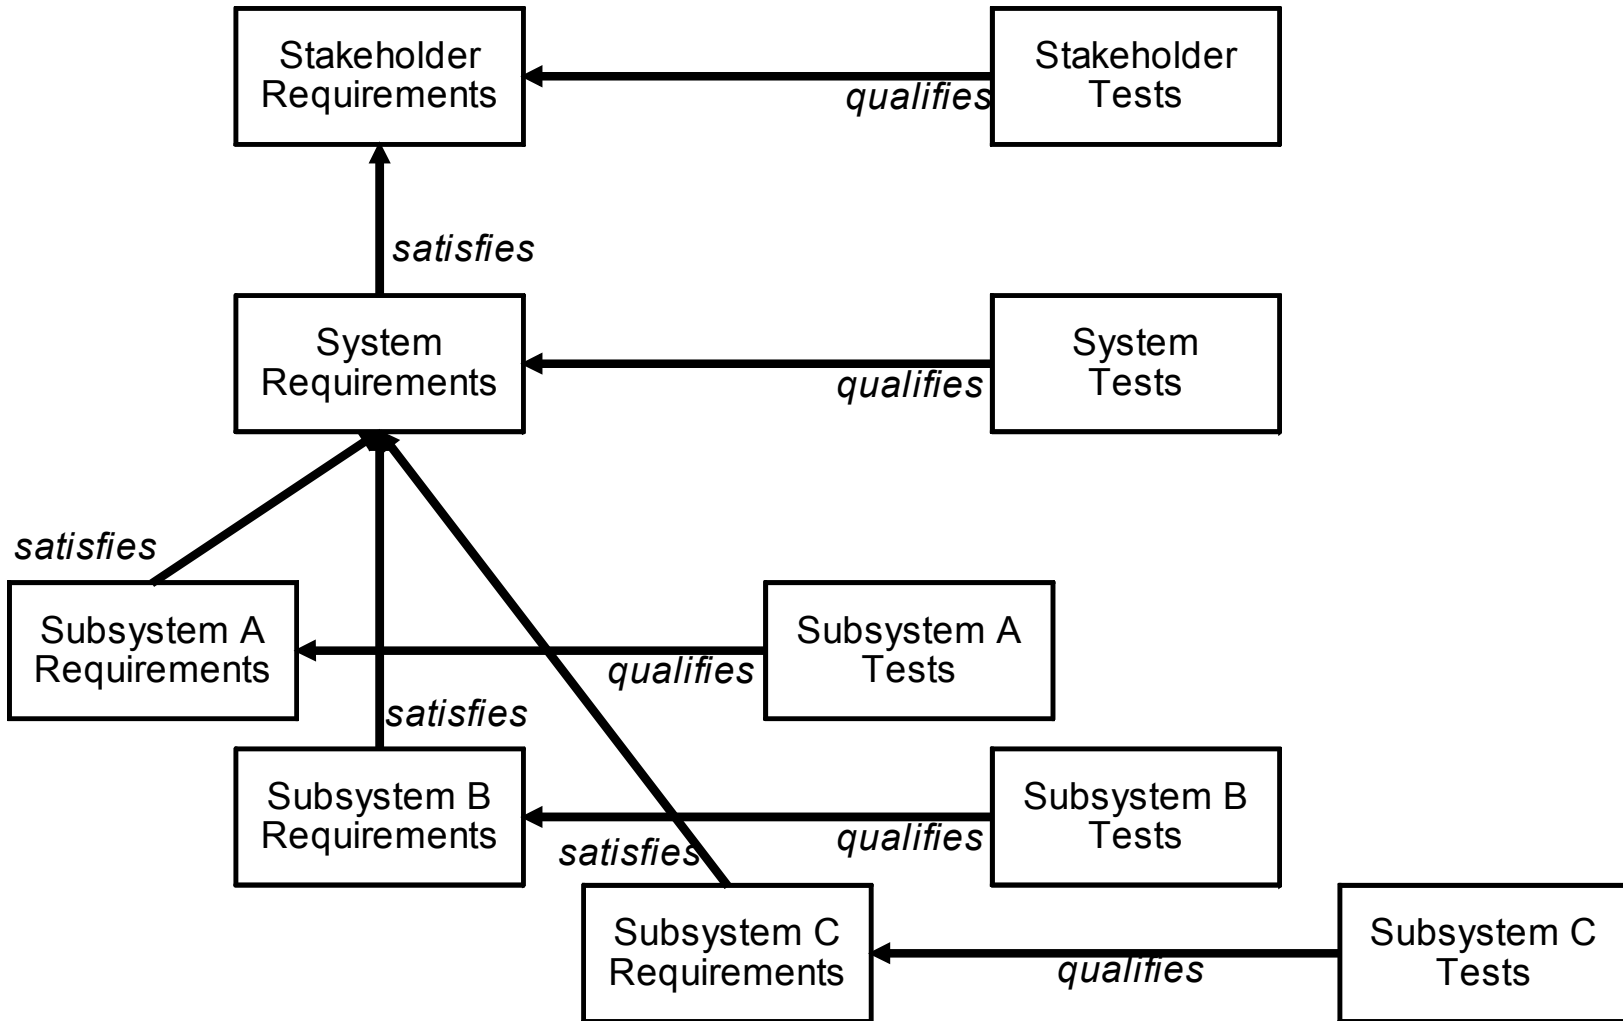 Stakeholder
Requirements
qualifies
Stakeholder
Tests
satisfies
System
Requirements
qualifies
System
Tests
satisfies
Subsystem A
Requirements
qualifies
Subsystem A
Tests
satisfies
Subsystem B
Requirements
qualifies
Subsystem B
Tests
satisfies
Subsystem C
Requirements
qualifies
Subsystem C
Tests